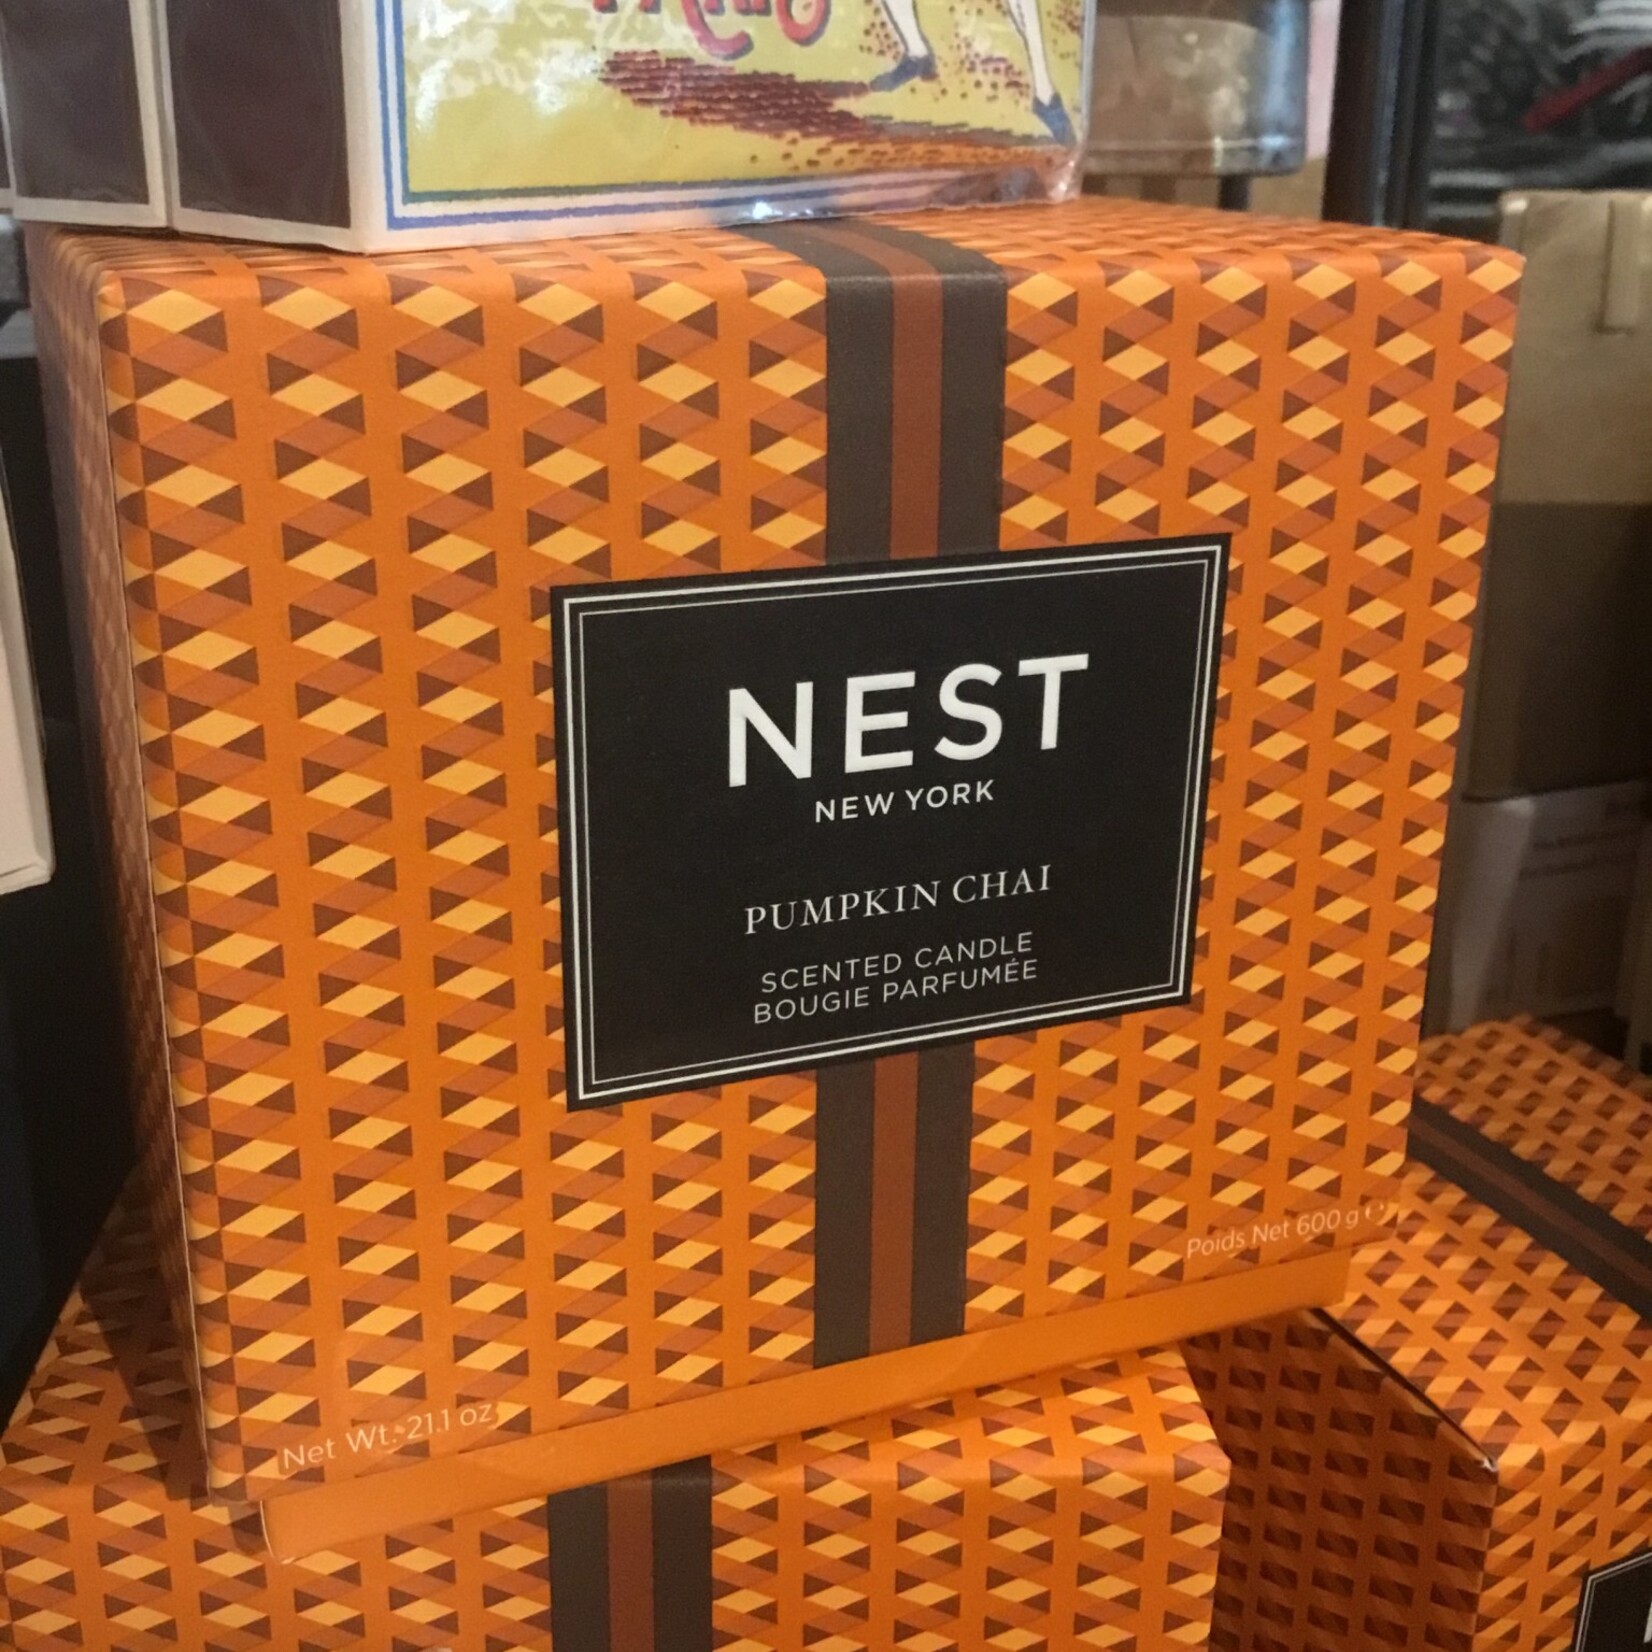 NEST
NEW YORK
PUMPKIN CHAI
SCENTED CANDLE
BOUGIE PARFUMÉE
Net Wt. 21.1 oz
Poids Net 600 g ℮